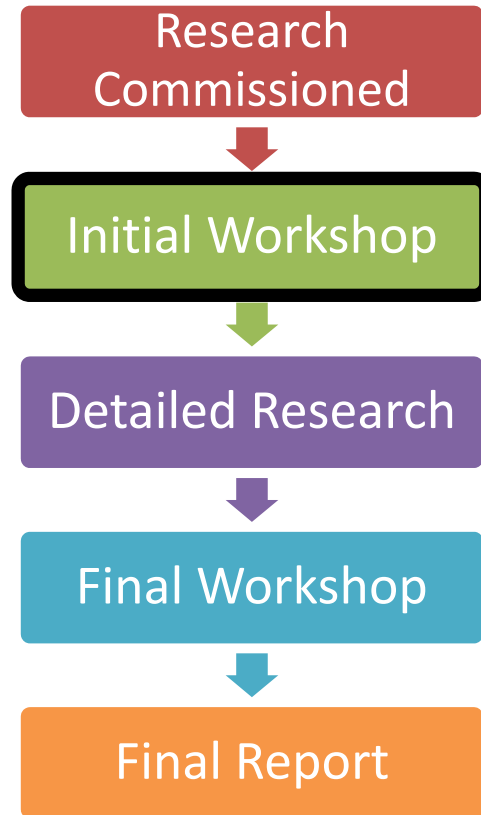 Research
Commissioned
Initial Workshop
Detailed Research
Final Workshop
Final Report